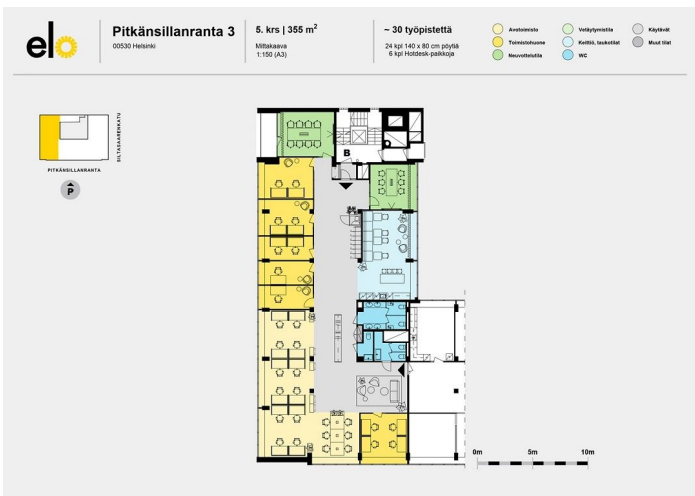 elo
Pitkänsillanranta 3
00530 Helsinki
5. krs | 355 m²
Mittakaava
1:150 (A3)
~ 30 työpistettä
24 kpl 140 x 80 cm pöytiä
6 kpl Hotdesk-paikkoja
Avotoimisto
Toimistohuone
Neuvottelutila
Vetäytymistila
Keittiö, taukotilat
WC
Käytävät
Muut tilat
SILTASAARENKATU
PITKÄNSILLANRANTA
P
B
0m 5m 10m